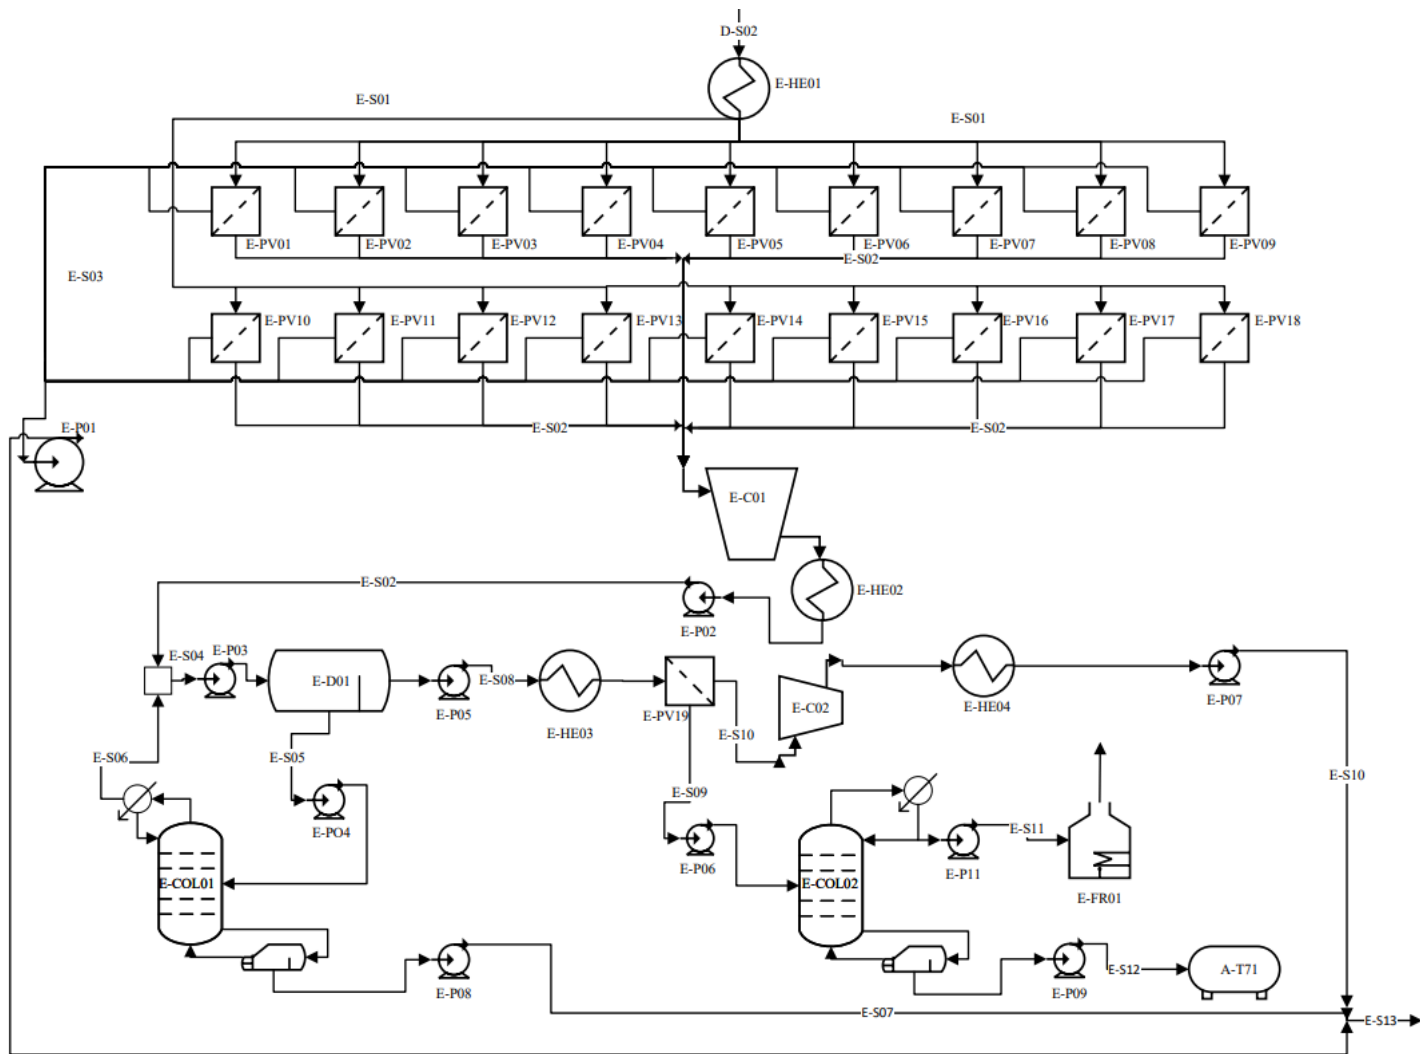 D-S02
E-HE01
E-S01
E-S01
E-PV01
E-PV02
E-PV03
E-PV04
E-PV05
E-PV06
E-PV07
E-PV08
E-PV09
E-S02
E-S03
E-PV10
E-PV11
E-PV12
E-PV13
E-PV14
E-PV15
E-PV16
E-PV17
E-PV18
E-P01
E-S02
E-S02
E-C01
E-S02
E-HE02
E-P02
E-S04
E-P03
E-D01
E-S08
E-P05
E-HE03
E-PV19
E-S10
E-C02
E-HE04
E-P07
E-S06
E-S05
E-S09
E-S10
E-PO4
E-P06
E-S11
E-P11
E-FR01
E-COL01
E-COL02
E-P08
E-P09
E-S12
A-T71
E-S07
E-S13